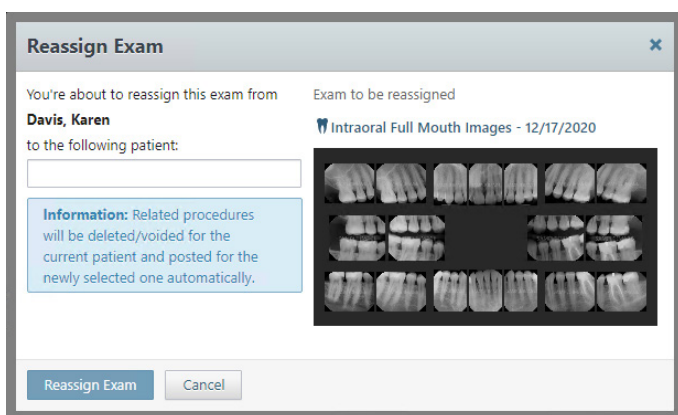 Reassign Exam
You're about to reassign this exam from
Davis, Karen
to the following patient:
Information: Related procedures
will be deleted/voided for the
current patient and posted for the
newly selected one automatically.
Exam to be reassigned
Intraoral Full Mouth Images - 12/17/2020
Reassign Exam
Cancel